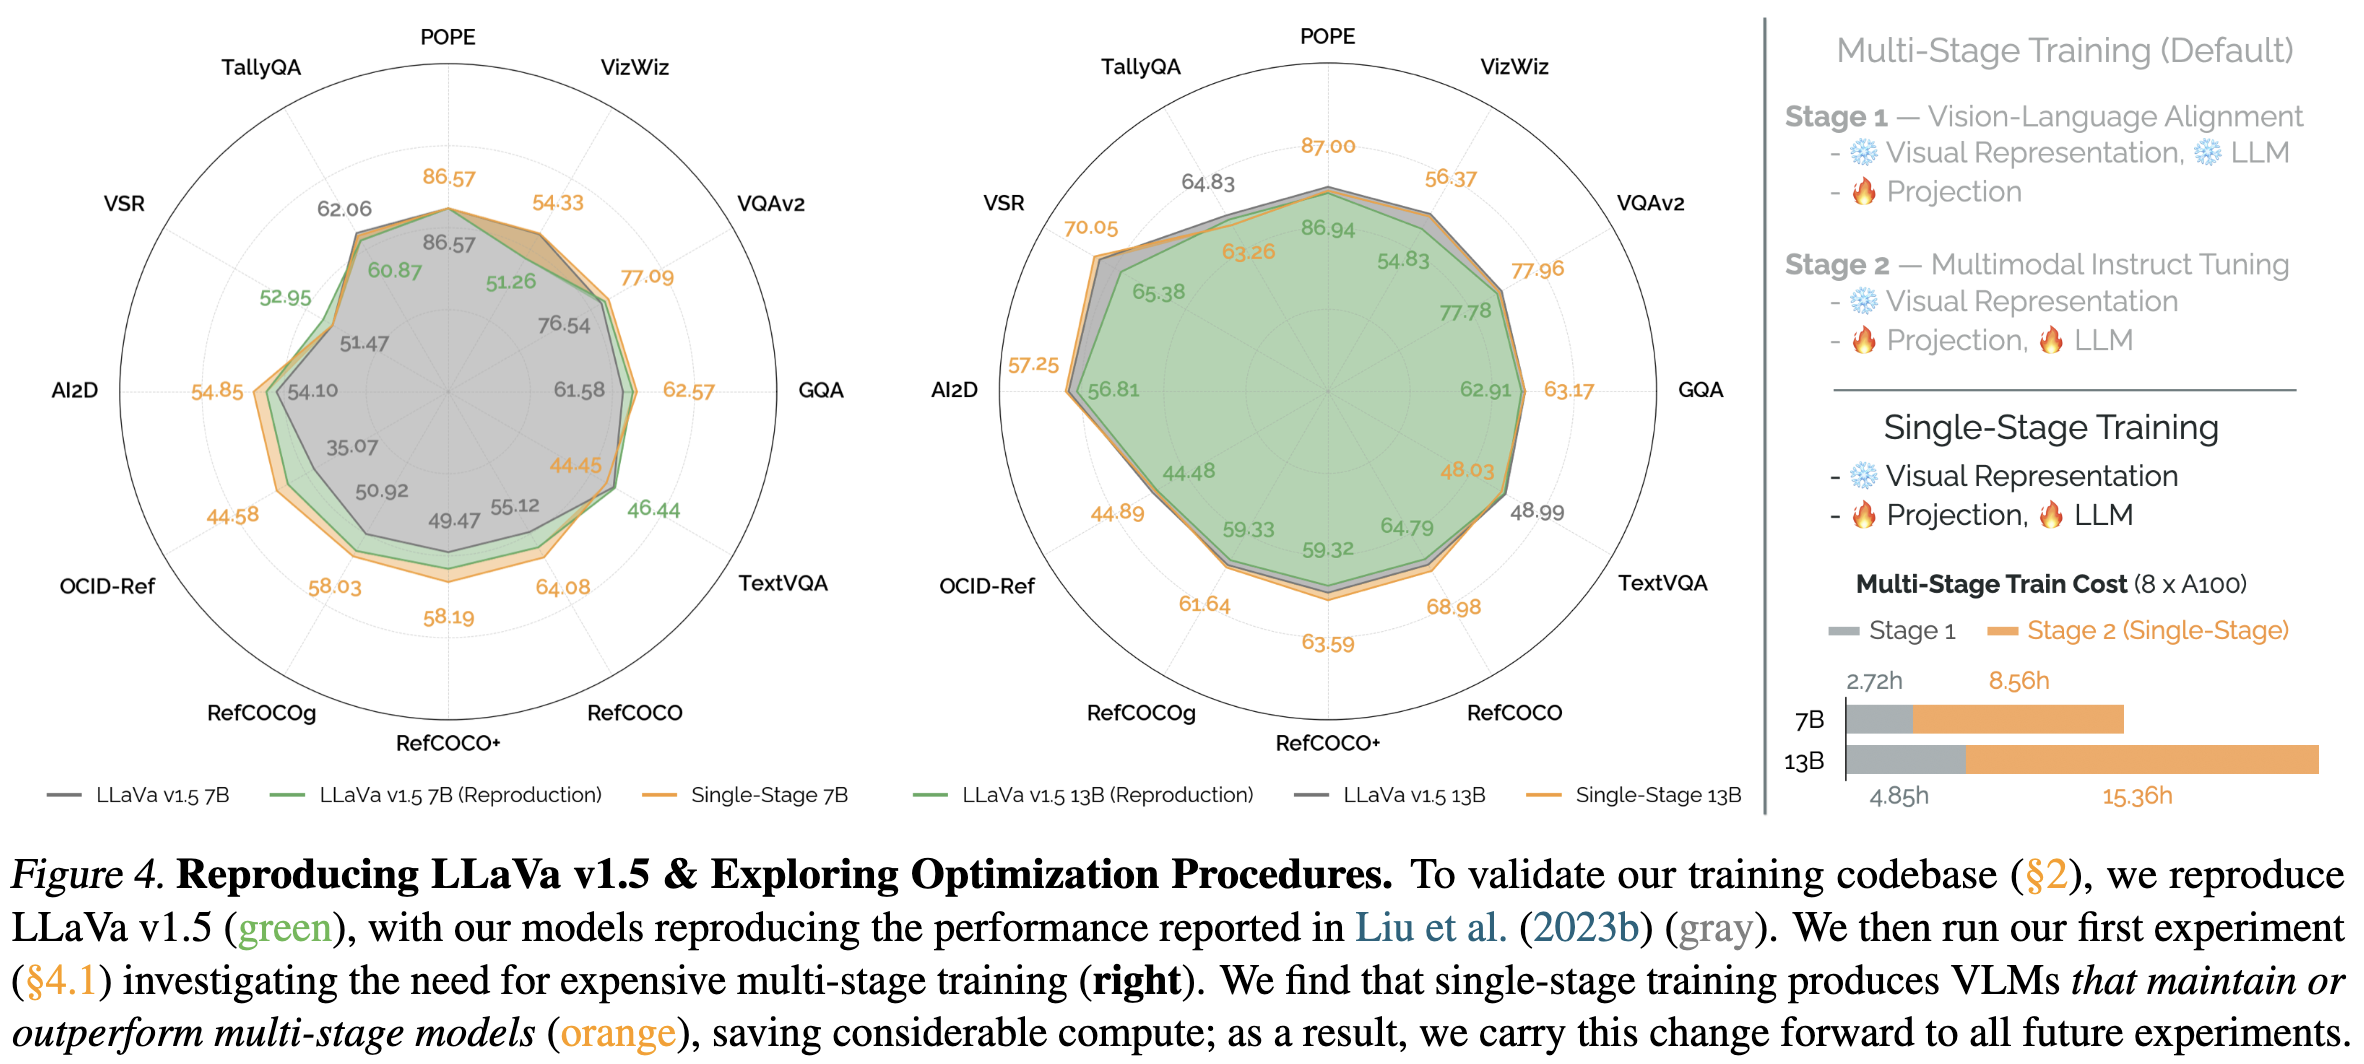 POPE
VizWiz
VQAv2
GQA
TextVQA
RefCOCO
RefCOCO+
RefCOCOg
OCID-Ref
AI2D
VSR
TallyQA
86.57
54.33
77.09
62.57
46.44
64.08
58.19
58.03
44.58
54.85
52.95
62.06
86.57
51.26
76.54
61.58
44.45
55.12
49.47
50.92
35.07
54.10
51.47
60.87
LLaVa v1.5 7B
LLaVa v1.5 7B (Reproduction)
Single-Stage 7B
POPE
VizWiz
VQAv2
GQA
TextVQA
RefCOCO
RefCOCO+
RefCOCOg
OCID-Ref
AI2D
VSR
TallyQA
87.00
56.37
77.96
63.17
48.99
68.98
63.59
61.64
44.89
57.25
70.05
64.83
86.94
54.83
77.78
62.91
48.03
64.79
59.32
59.33
44.48
56.81
65.38
63.26
LLaVa v1.5 13B (Reproduction)
LLaVa v1.5 13B
Single-Stage 13B
Multi-Stage Training (Default)
Stage 1 — Vision-Language Alignment
- ❄️ Visual Representation, ❄️ LLM
- 🔥 Projection
Stage 2 — Multimodal Instruct Tuning
- ❄️ Visual Representation
- 🔥 Projection, 🔥 LLM
Single-Stage Training
- ❄️ Visual Representation
- 🔥 Projection, 🔥 LLM
Multi-Stage Train Cost (8 x A100)
Stage 1
Stage 2 (Single-Stage)
2.72h
8.56h
7B
13B
4.85h
15.36h
Figure 4. Reproducing LLaVa v1.5 & Exploring Optimization Procedures. To validate our training codebase (§2), we reproduce
LLaVa v1.5 (green), with our models reproducing the performance reported in Liu et al. (2023b) (gray). We then run our first experiment
(§4.1) investigating the need for expensive multi-stage training (right). We find that single-stage training produces VLMs that maintain or
outperform multi-stage models (orange), saving considerable compute; as a result, we carry this change forward to all future experiments.